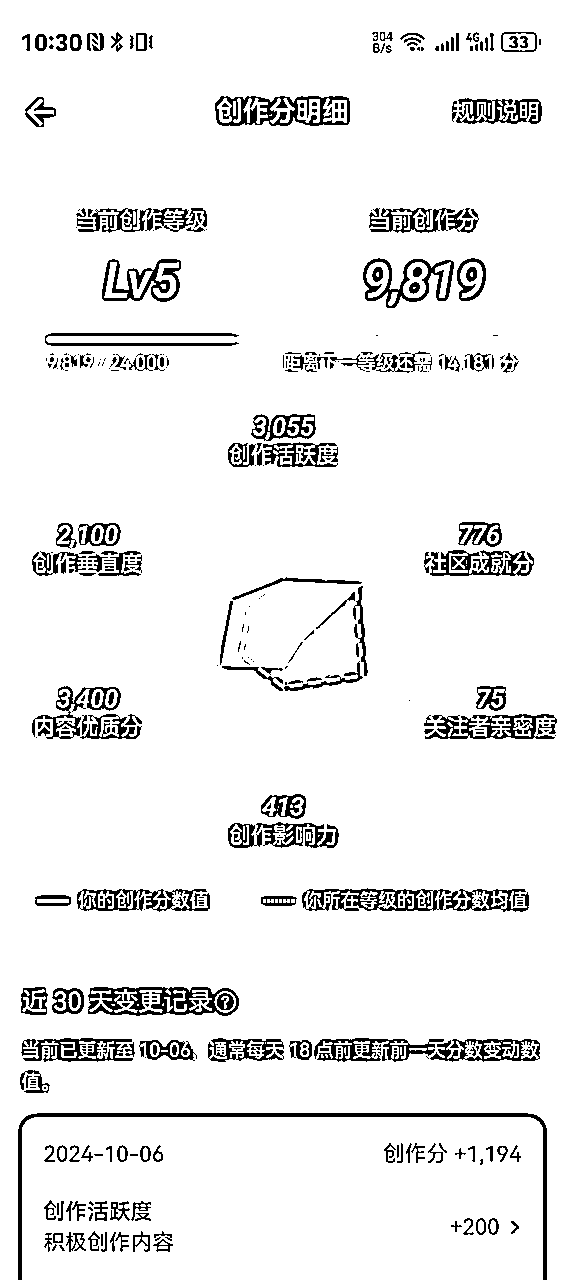 10:30
304 B/s 4G 33
创作分明细
规则说明
当前创作等级
当前创作分
Lv5
9,819
9,819 / 24,000
距离下一等级还需 14,181 分
3,055
创作活跃度
2,100
创作垂直度
776
社区成就分
3,400
内容优质分
75
关注者亲密度
413
创作影响力
你的创作分数值
你所在等级的创作分数均值
近 30 天变更记录?
当前已更新至 10-06，通常每天 18 点前更新前一天分数变动数
值。
2024-10-06
创作分 +1,194
创作活跃度
积极创作内容
+200 >